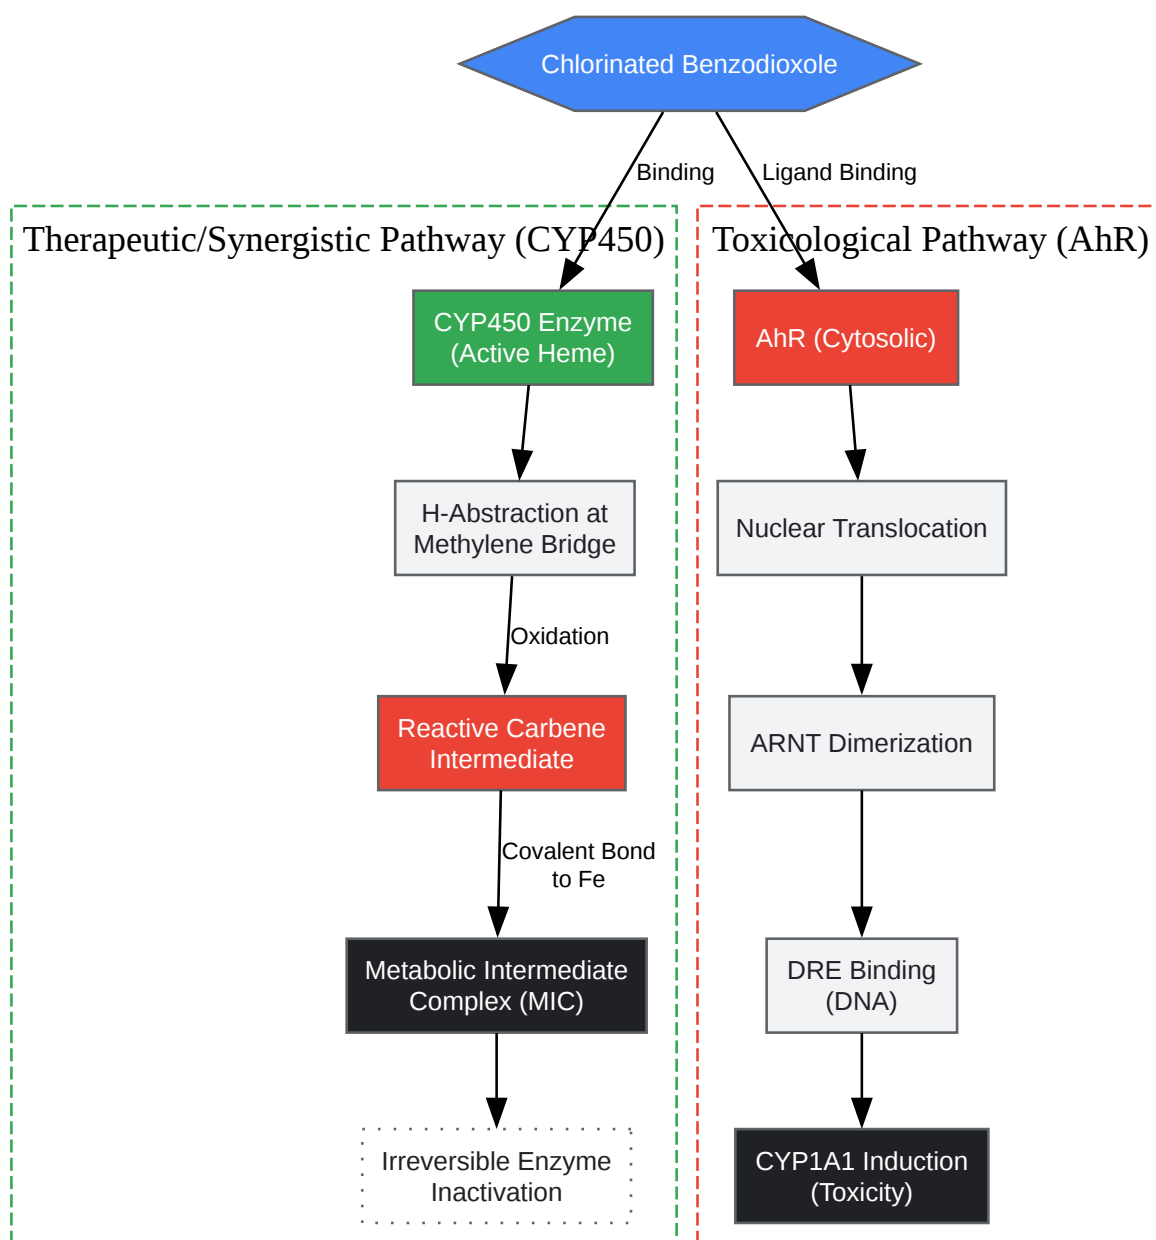 Chlorinated Benzodioxole
Binding
Ligand Binding
Therapeutic/Synergistic Pathway (CYP450)
Toxicological Pathway (AhR)
CYP450 Enzyme
(Active Heme)
AhR (Cytosolic)
H-Abstraction at
Methylene Bridge
Nuclear Translocation
Oxidation
Reactive Carbene
Intermediate
ARNT Dimerization
Covalent Bond
to Fe
Metabolic Intermediate
Complex (MIC)
DRE Binding
(DNA)
Irreversible Enzyme
Inactivation
CYP1A1 Induction
(Toxicity)